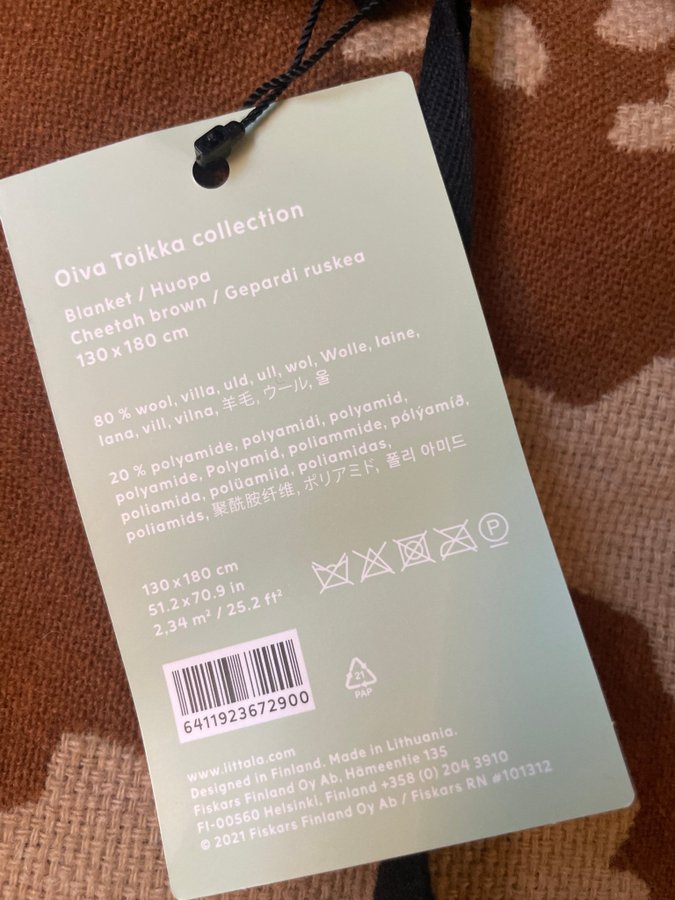 Oiva Toikka collection
Blanket / Huopa
Cheetah brown / Gepardi ruskea
130 x 180 cm
80 % wool, villa, uld, ull, wol, Wolle, laine,
lana, vill, vilna, 羊毛, ウール, 울
20 % polyamide, polyamidi, polyamid,
polyamide, Polyamid, poliammide, pólýamíð,
poliamida, polüamiid, poliamidas,
poliamids, 聚酰胺纤维, ポリアミド, 폴리 아미드
130 x 180 cm
51.2 x 70.9 in
2,34 m² / 25.2 ft²
P
6411923672900
21
PAP
www.iittala.com
Designed in Finland. Made in Lithuania.
Fiskars Finland Oy Ab. Hämeentie 135
FI-00560 Helsinki, Finland +358 (0) 204 3910
© 2021 Fiskars Finland Oy Ab / Fiskars RN #101312